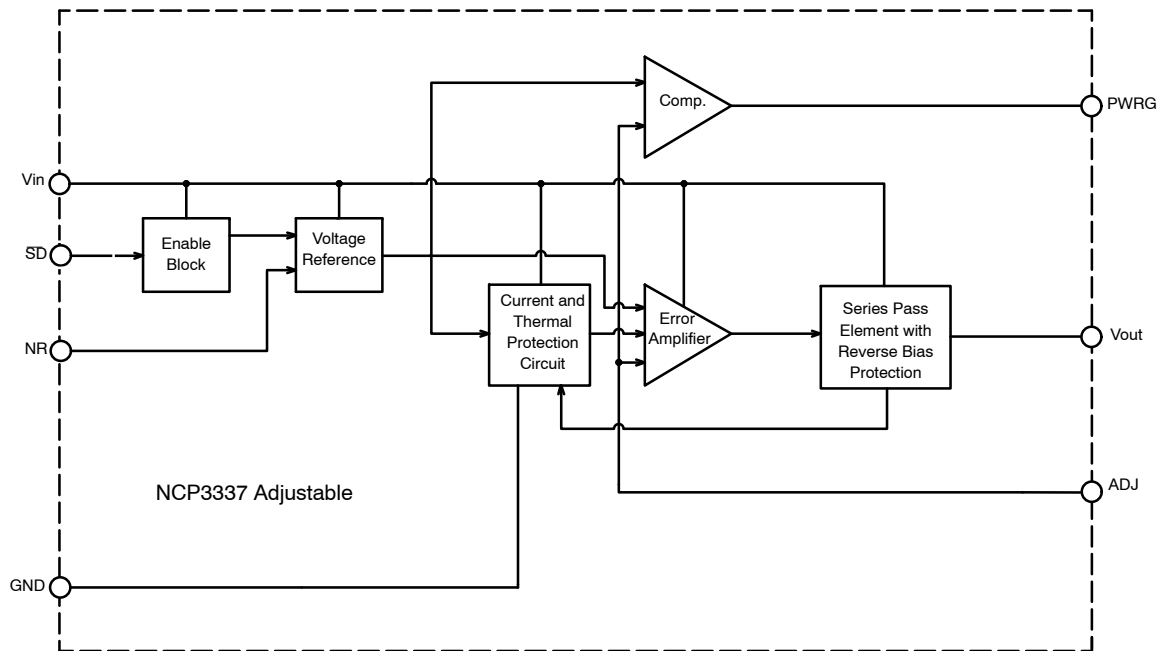 Comp.
PWRG
Vin
S̅D̅
Enable
Block
Voltage
Reference
NR
Current and
Thermal
Protection
Circuit
Error
Amplifier
Series Pass
Element with
Reverse Bias
Protection
Vout
NCP3337 Adjustable
ADJ
GND